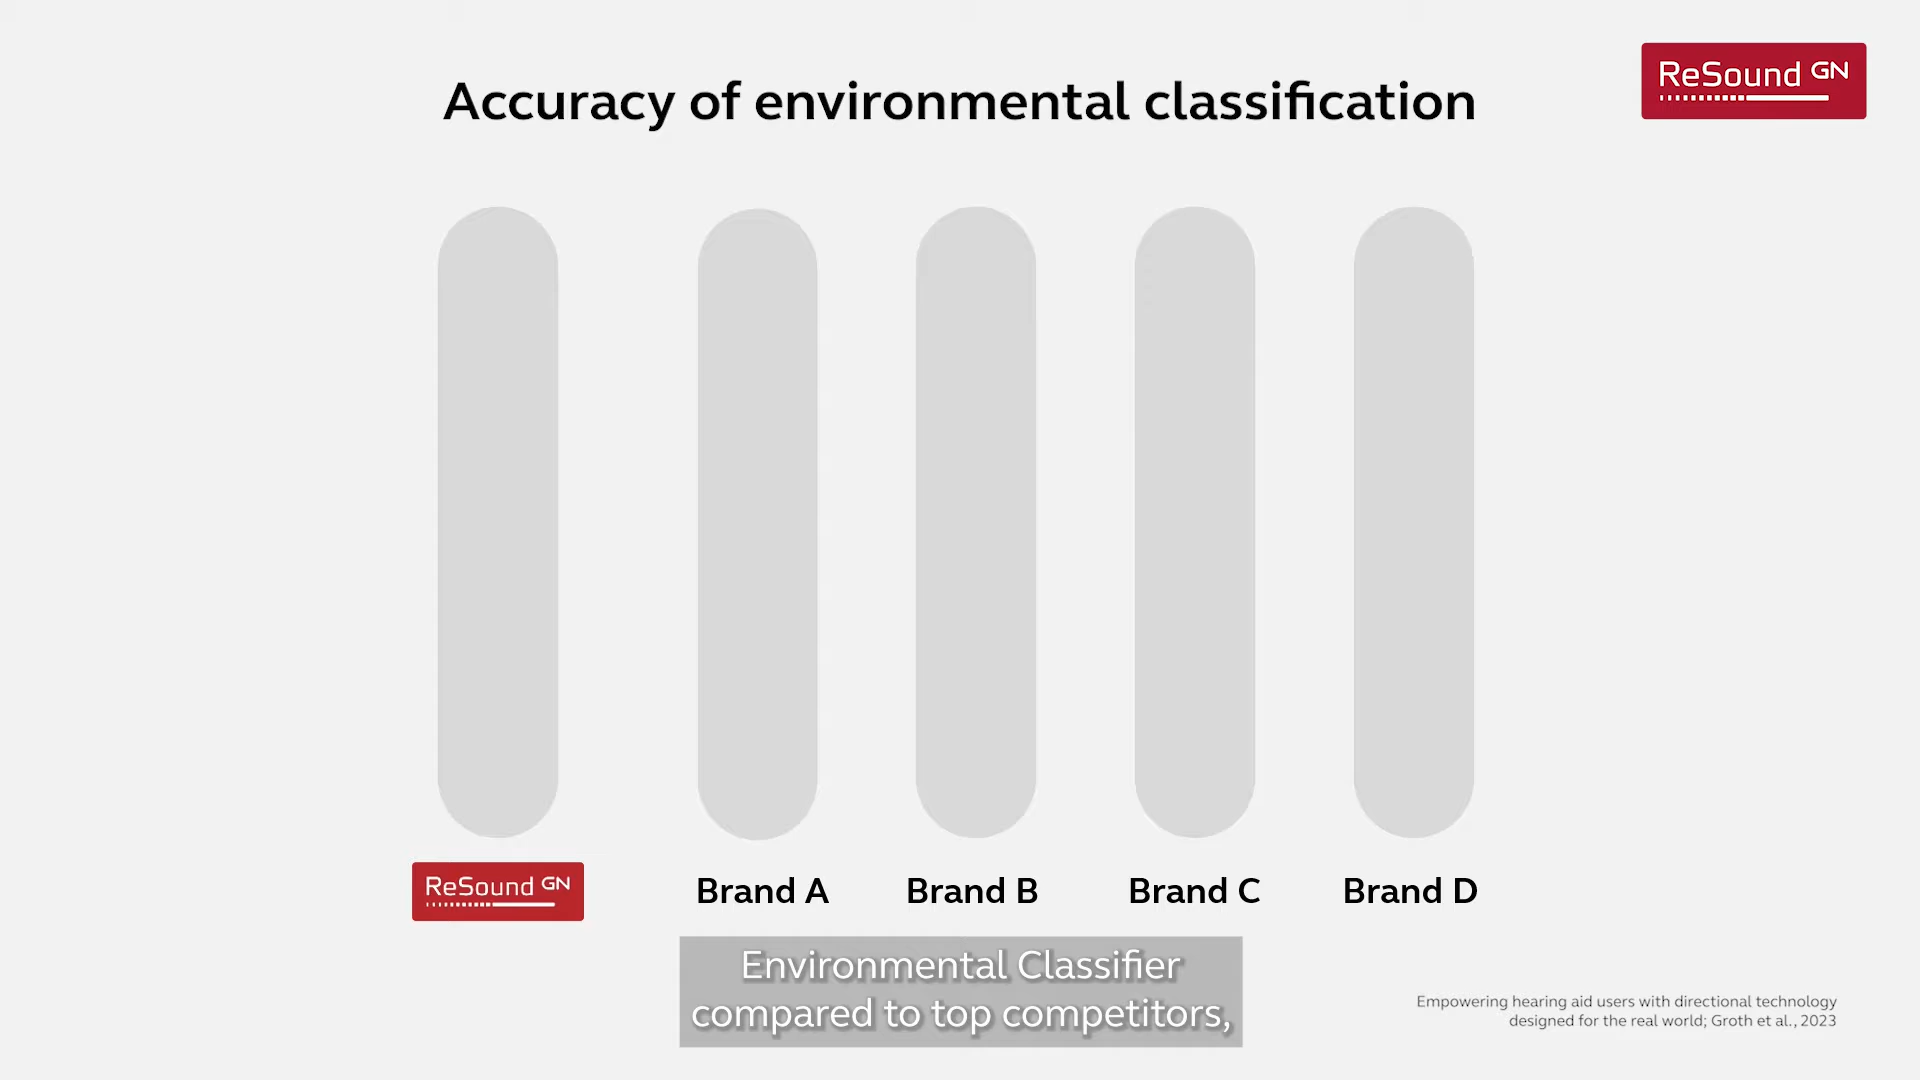 Accuracy of environmental classification
ReSound GN
ReSound GN
Brand A
Brand B
Brand C
Brand D
Environmental Classifier
compared to top competitors,
Empowering hearing aid users with directional technology
designed for the real world; Groth et al., 2023